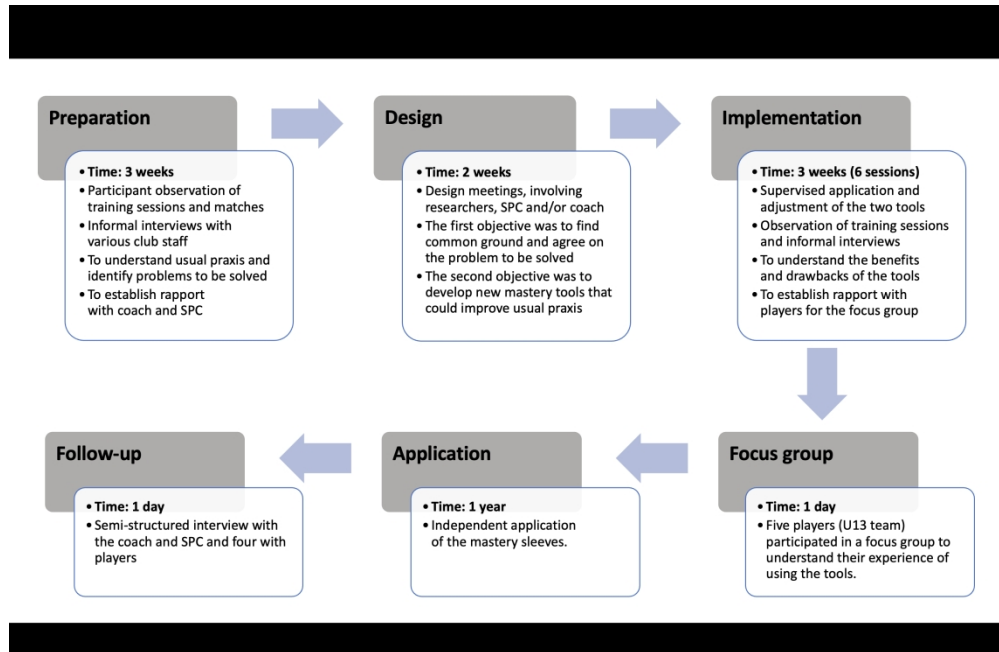 Preparation
• Time: 3 weeks
• Participant observation of
training sessions and matches
• Informal interviews with
various club staff
• To understand usual praxis and
identify problems to be solved
• To establish rapport
with coach and SPC
Design
• Time: 2 weeks
• Design meetings, involving
researchers, SPC and/or coach
• The first objective was to find
common ground and agree on
the problem to be solved
• The second objective was to
develop new mastery tools that
could improve usual praxis
Implementation
• Time: 3 weeks (6 sessions)
• Supervised application and
adjustment of the two tools
• Observation of training sessions
and informal interviews
• To understand the benefits
and drawbacks of the tools
• To establish rapport with
players for the focus group
Focus group
• Time: 1 day
• Five players (U13 team)
participated in a focus group to
understand their experience of
using the tools.
Application
• Time: 1 year
• Independent application
of the mastery sleeves.
Follow-up
• Time: 1 day
• Semi-structured interview with
the coach and SPC and four with
players